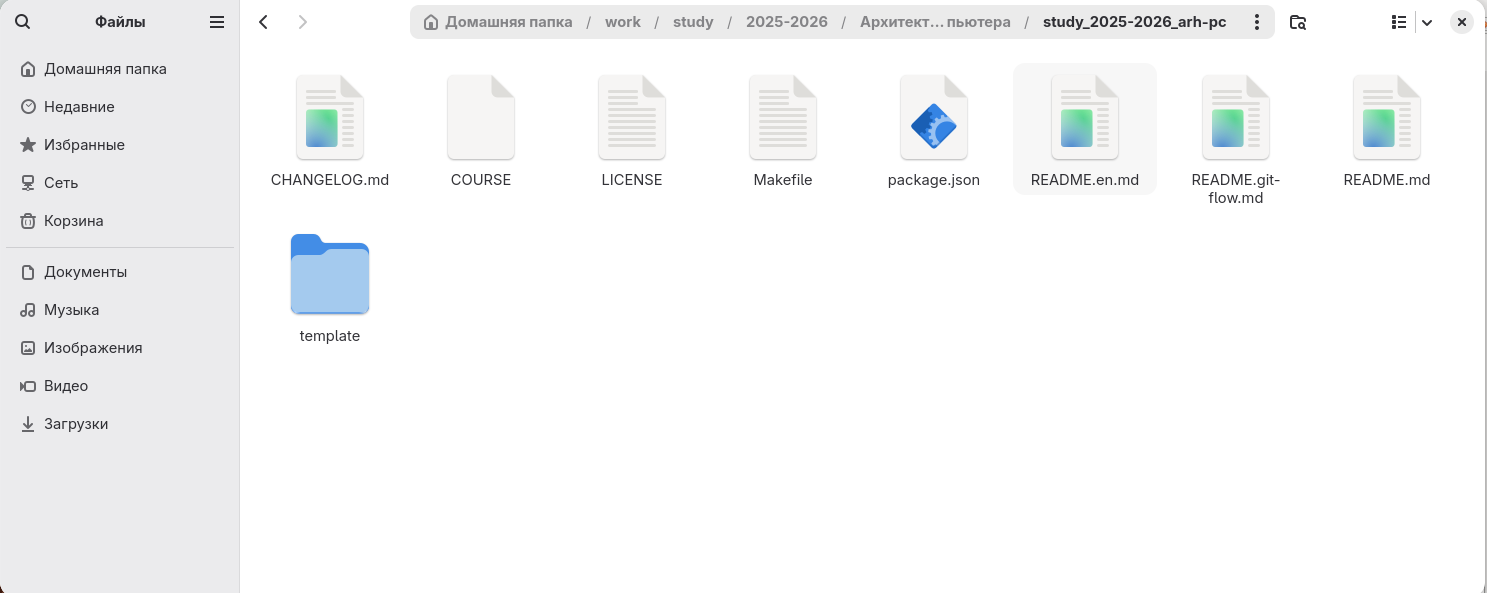 Файлы
Домашняя папка / work / study / 2025-2026 / Архитект… пьютера / study_2025-2026_arh-pc
Домашняя папка
Недавние
Избранные
Сеть
Корзина
Документы
Музыка
Изображения
Видео
Загрузки
CHANGELOG.md
COURSE
LICENSE
Makefile
package.json
README.en.md
README.git-
flow.md
README.md
template